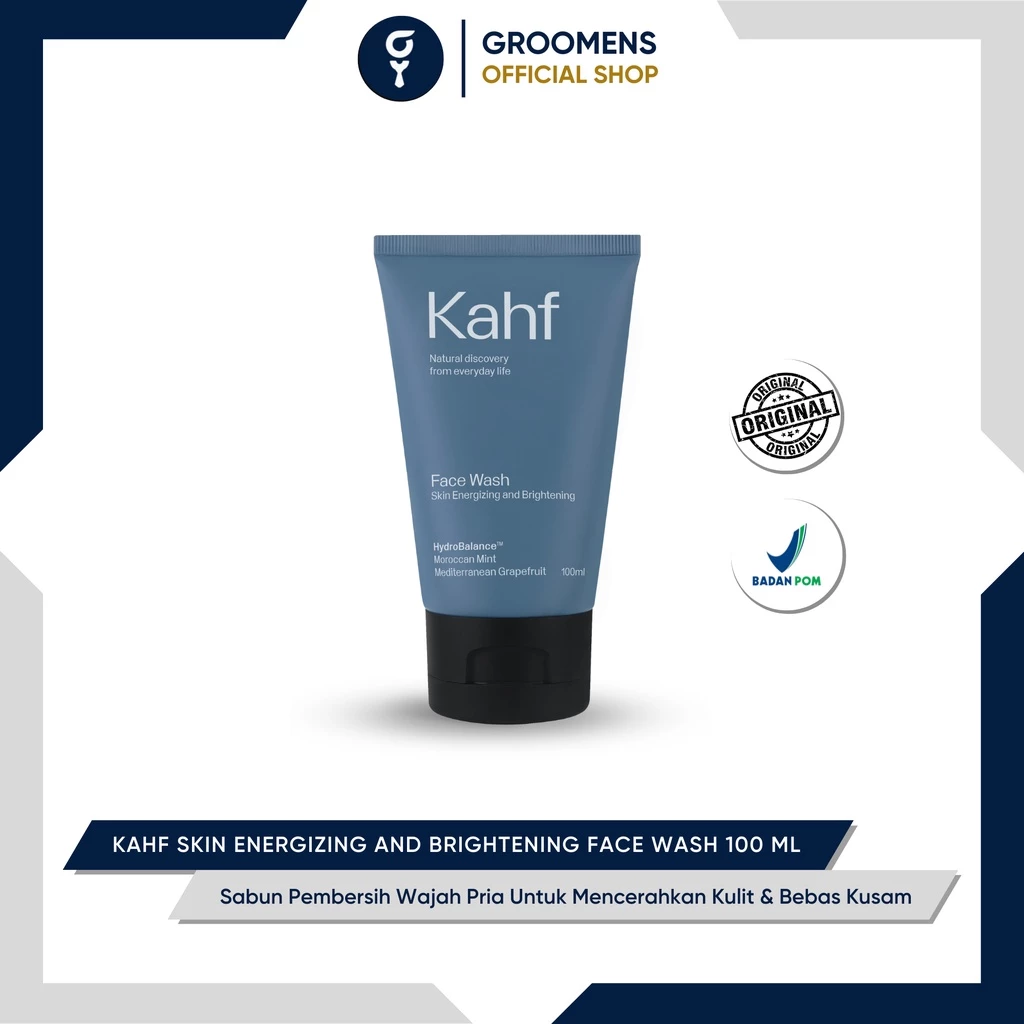 GROOMENS
OFFICIAL SHOP
Kahf
Natural discovery
from everyday life
Face Wash
Skin Energizing and Brightening
HydroBalance™
Moroccan Mint
Mediterranean Grapefruit 100ml
ORIGINAL
ORIGINAL
ORIGINAL
BADAN POM
KAHF SKIN ENERGIZING AND BRIGHTENING FACE WASH 100 ML
Sabun Pembersih Wajah Pria Untuk Mencerahkan Kulit & Bebas Kusam